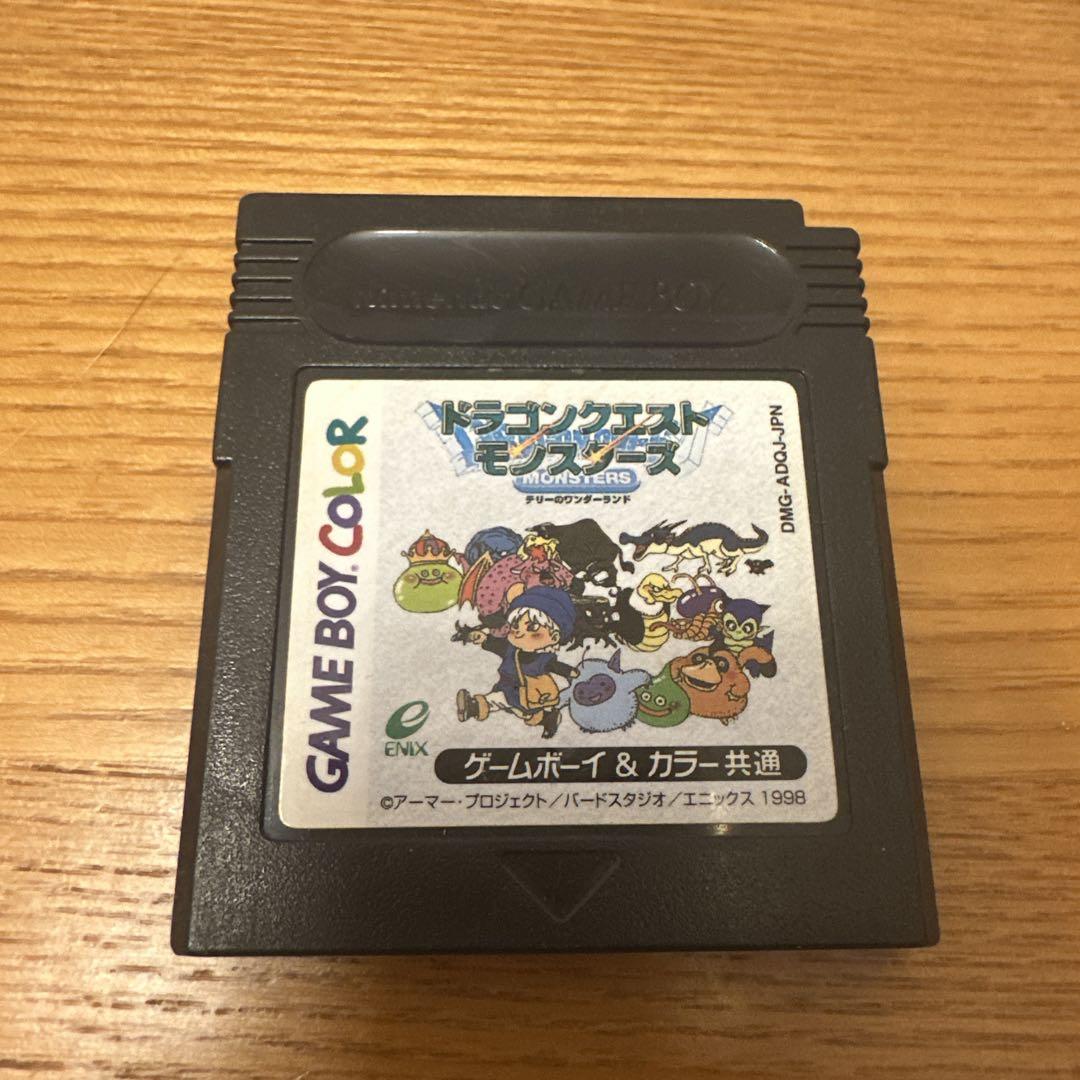 Nintendo GAME BOY
GAME BOY COLOR
ドラゴンクエスト
モンスターズ
MONSTERS
テリーのワンダーランド
DMG-ADQJ-JPN
ENIX
ゲームボーイ & カラー共通
©アーマー・プロジェクト/バードスタジオ/エニックス 1998